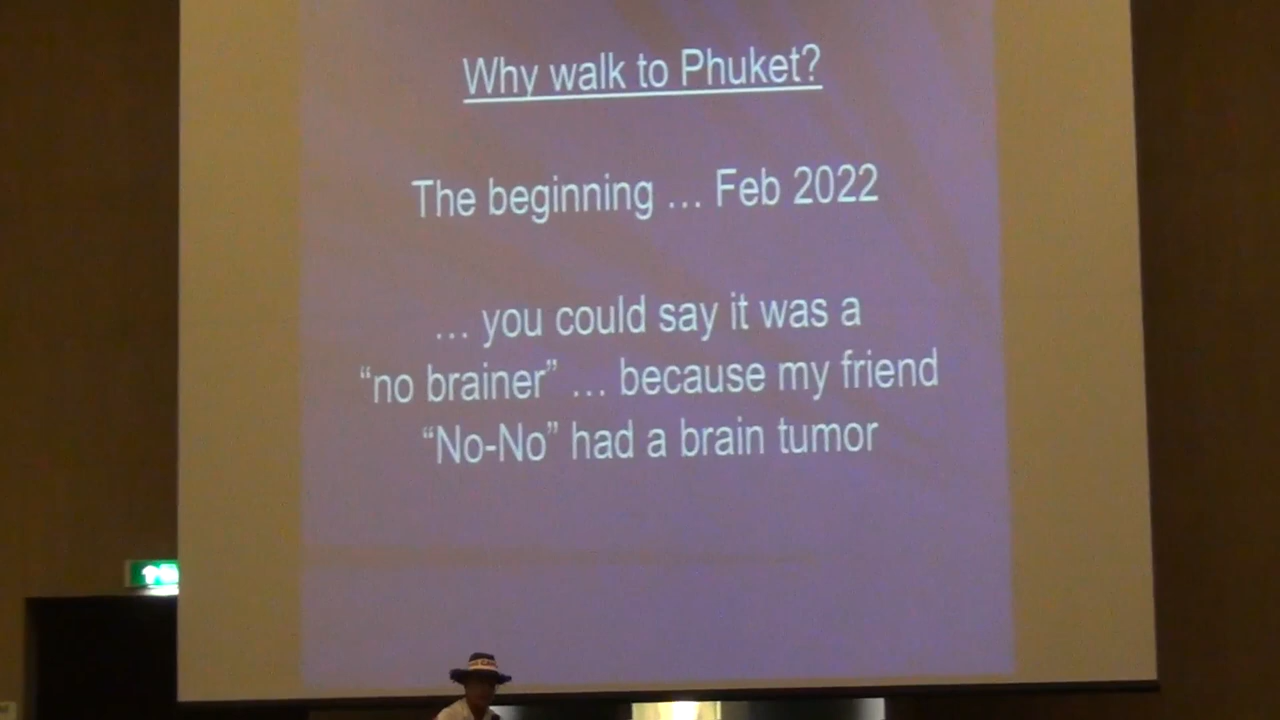 Why walk to Phuket?
The beginning ... Feb 2022
... you could say it was a
“no brainer” ... because my friend
“No-No” had a brain tumor